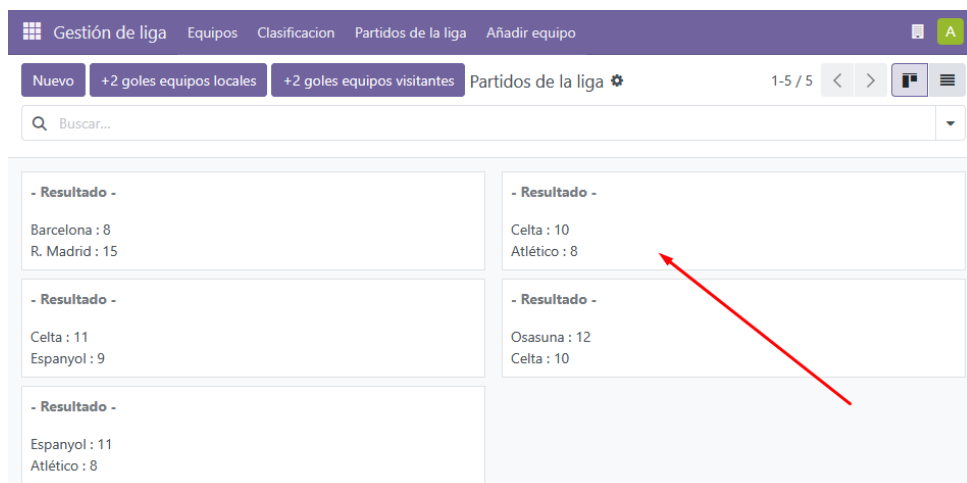 Gestión de liga Equipos Clasificacion Partidos de la liga Añadir equipo A
Nuevo +2 goles equipos locales +2 goles equipos visitantes Partidos de la liga 1-5 / 5
Buscar...
- Resultado -
Barcelona : 8
R. Madrid : 15
- Resultado -
Celta : 10
Atlético : 8
- Resultado -
Celta : 11
Espanyol : 9
- Resultado -
Osasuna : 12
Celta : 10
- Resultado -
Espanyol : 11
Atlético : 8